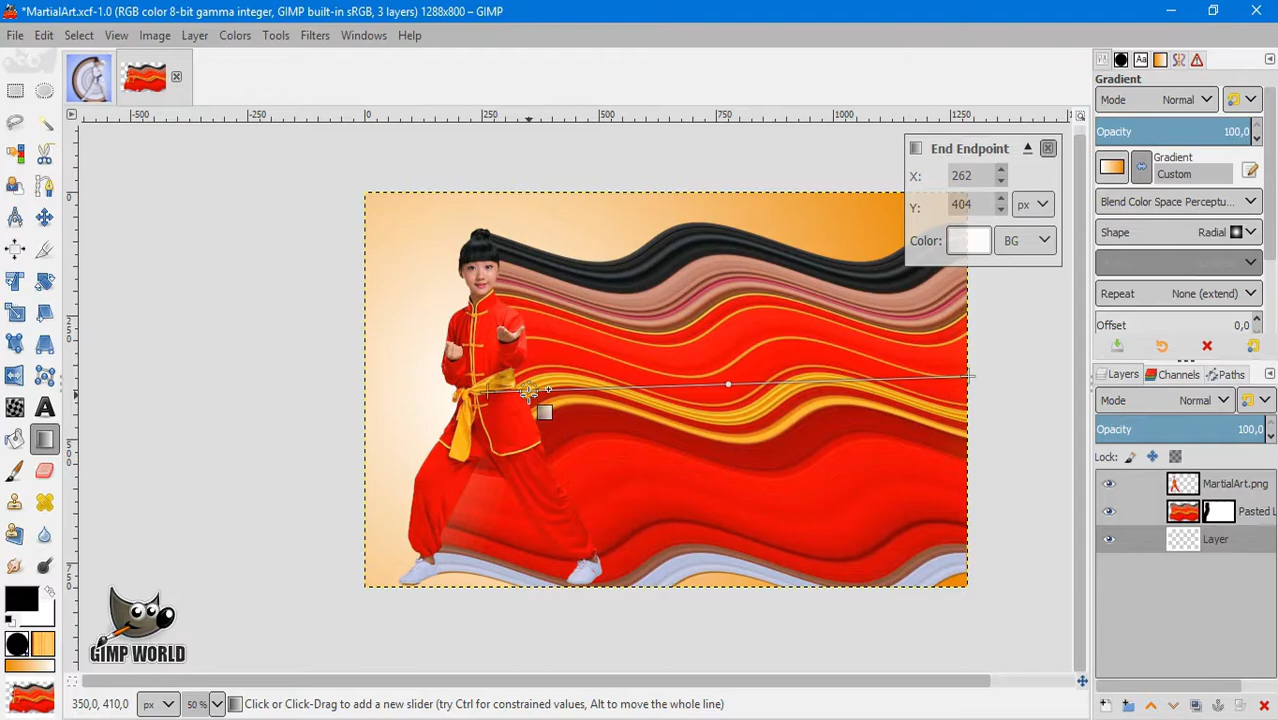 *MartialArt.xcf-1.0 (RGB color 8-bit gamma integer, GIMP built-in sRGB, 3 layers) 1288x800 – GIMP
File Edit Select View Image Layer Colors Tools Filters Windows Help
-500 -250 0 250 500 750 1000 1250
0
250
500
750
End Endpoint
X: 262
Y: 404 px
Color: BG
Aa
Gradient
Mode Normal
Opacity 100,0
Gradient
Custom
Blend Color Space Perceptu...
Shape Radial
Repeat None (extend)
Offset 0,0
Layers Channels Paths
Mode Normal
Opacity 100,0
Lock:
MartialArt.png
Pasted L
Layer
GIMP WORLD
350,0, 410,0 px 50 % Click or Click-Drag to add a new slider (try Ctrl for constrained values, Alt to move the whole line)